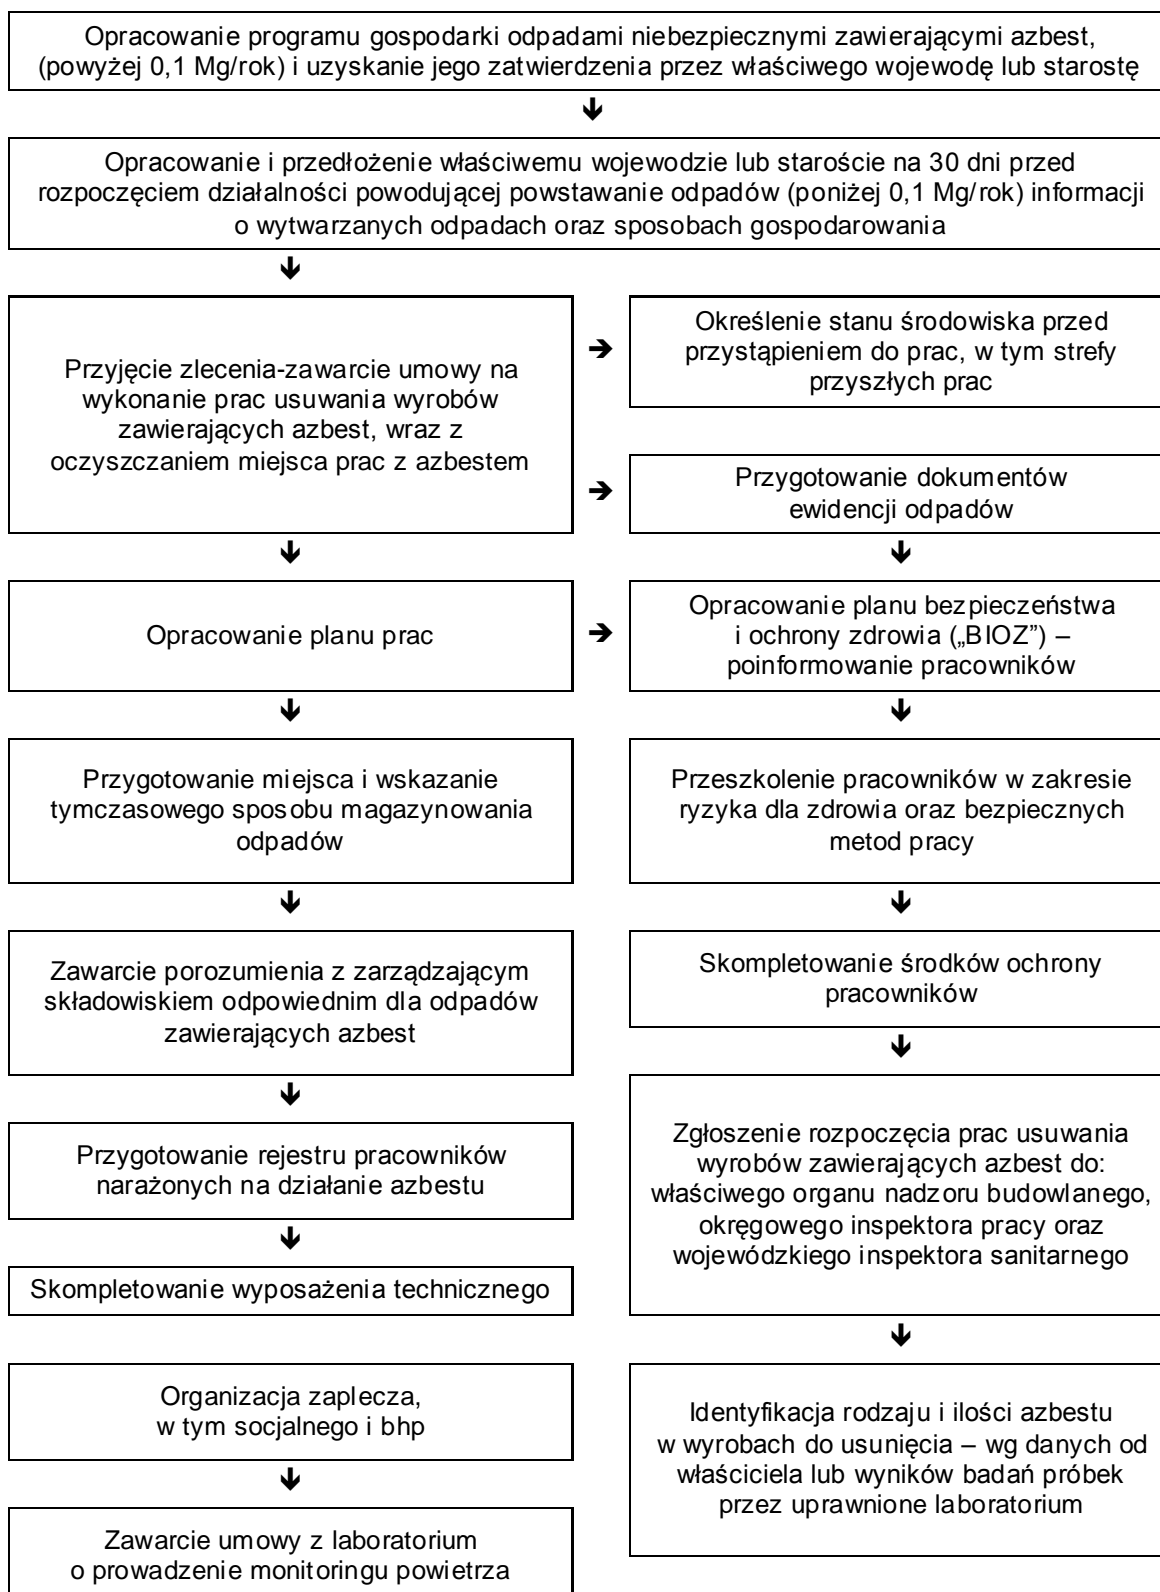 Opracowanie programu gospodarki odpadami niebezpiecznymi zawierającymi azbest,
(powyżej 0,1 Mg/rok) i uzyskanie jego zatwierdzenia przez właściwego wojewodę lub starostę
Opracowanie i przedłożenie właściwemu wojewodzie lub staroście na 30 dni przed
rozpoczęciem działalności powodującej powstawanie odpadów (poniżej 0,1 Mg/rok) informacji
o wytwarzanych odpadach oraz sposobach gospodarowania
Przyjęcie zlecenia-zawarcie umowy na
wykonanie prac usuwania wyrobów
zawierających azbest, wraz z
oczyszczaniem miejsca prac z azbestem
Określenie stanu środowiska przed
przystąpieniem do prac, w tym strefy
przyszłych prac
Przygotowanie dokumentów
ewidencji odpadów
Opracowanie planu prac
Opracowanie planu bezpieczeństwa
i ochrony zdrowia („BIOZ”) –
poinformowanie pracowników
Przygotowanie miejsca i wskazanie
tymczasowego sposobu magazynowania
odpadów
Przeszkolenie pracowników w zakresie
ryzyka dla zdrowia oraz bezpiecznych
metod pracy
Zawarcie porozumienia z zarządzającym
składowiskiem odpowiednim dla odpadów
zawierających azbest
Skompletowanie środków ochrony
pracowników
Przygotowanie rejestru pracowników
narażonych na działanie azbestu
Zgłoszenie rozpoczęcia prac usuwania
wyrobów zawierających azbest do:
właściwego organu nadzoru budowlanego,
okręgowego inspektora pracy oraz
wojewódzkiego inspektora sanitarnego
Skompletowanie wyposażenia technicznego
Organizacja zaplecza,
w tym socjalnego i bhp
Identyfikacja rodzaju i ilości azbestu
w wyrobach do usunięcia – wg danych od
właściciela lub wyników badań próbek
przez uprawnione laboratorium
Zawarcie umowy z laboratorium
o prowadzenie monitoringu powietrza